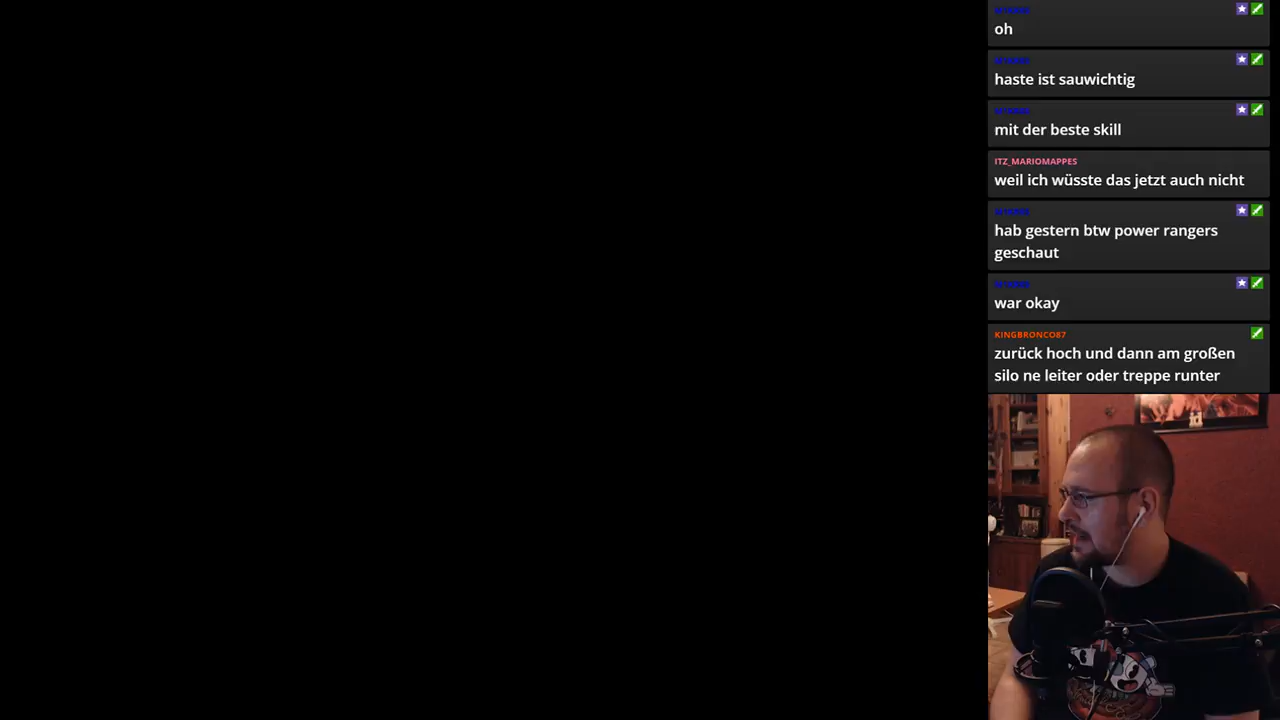 oh
haste ist sauwichtig
mit der beste skill
ITZ_MARIOMAPPES
weil ich wüsste das jetzt auch nicht
hab gestern btw power rangers
geschaut
war okay
KINGBRONCO87
zurück hoch und dann am großen
silo ne leiter oder treppe runter